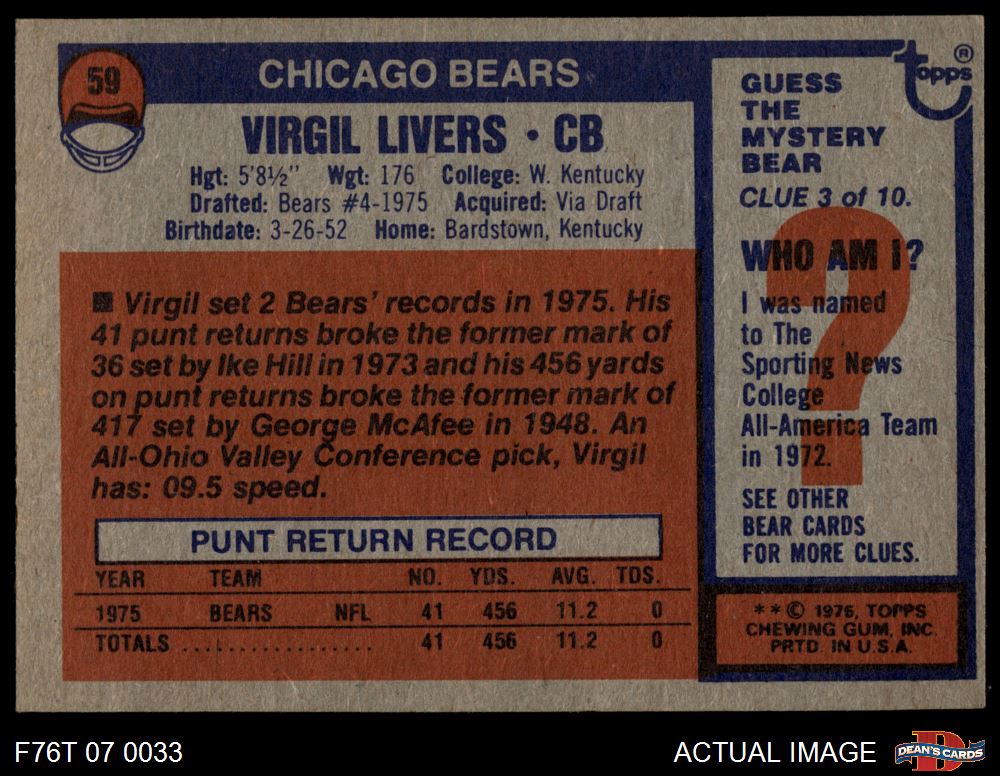 59
CHICAGO BEARS
VIRGIL LIVERS • CB
Hgt: 5'8½" Wgt: 176 College: W. Kentucky
Drafted: Bears #4-1975 Acquired: Via Draft
Birthdate: 3-26-52 Home: Bardstown, Kentucky
■ Virgil set 2 Bears' records in 1975. His
41 punt returns broke the former mark of
36 set by Ike Hill in 1973 and his 456 yards
on punt returns broke the former mark of
417 set by George McAfee in 1948. An
All-Ohio Valley Conference pick, Virgil
has: 09.5 speed.
PUNT RETURN RECORD
YEAR TEAM NO. YDS. AVG. TDS.
1975 BEARS NFL 41 456 11.2 0
TOTALS .................. 41 456 11.2 0
topps ®
GUESS
THE
MYSTERY
BEAR
CLUE 3 of 10.
?
WHO AM I?
I was named
to The
Sporting News
College
All-America Team
in 1972.
SEE OTHER
BEAR CARDS
FOR MORE CLUES.
* * © 1976, TOPPS
CHEWING GUM, INC.
PRTD. IN U.S.A.
F76T 07 0033
ACTUAL IMAGE
D
DEAN'S CARDS